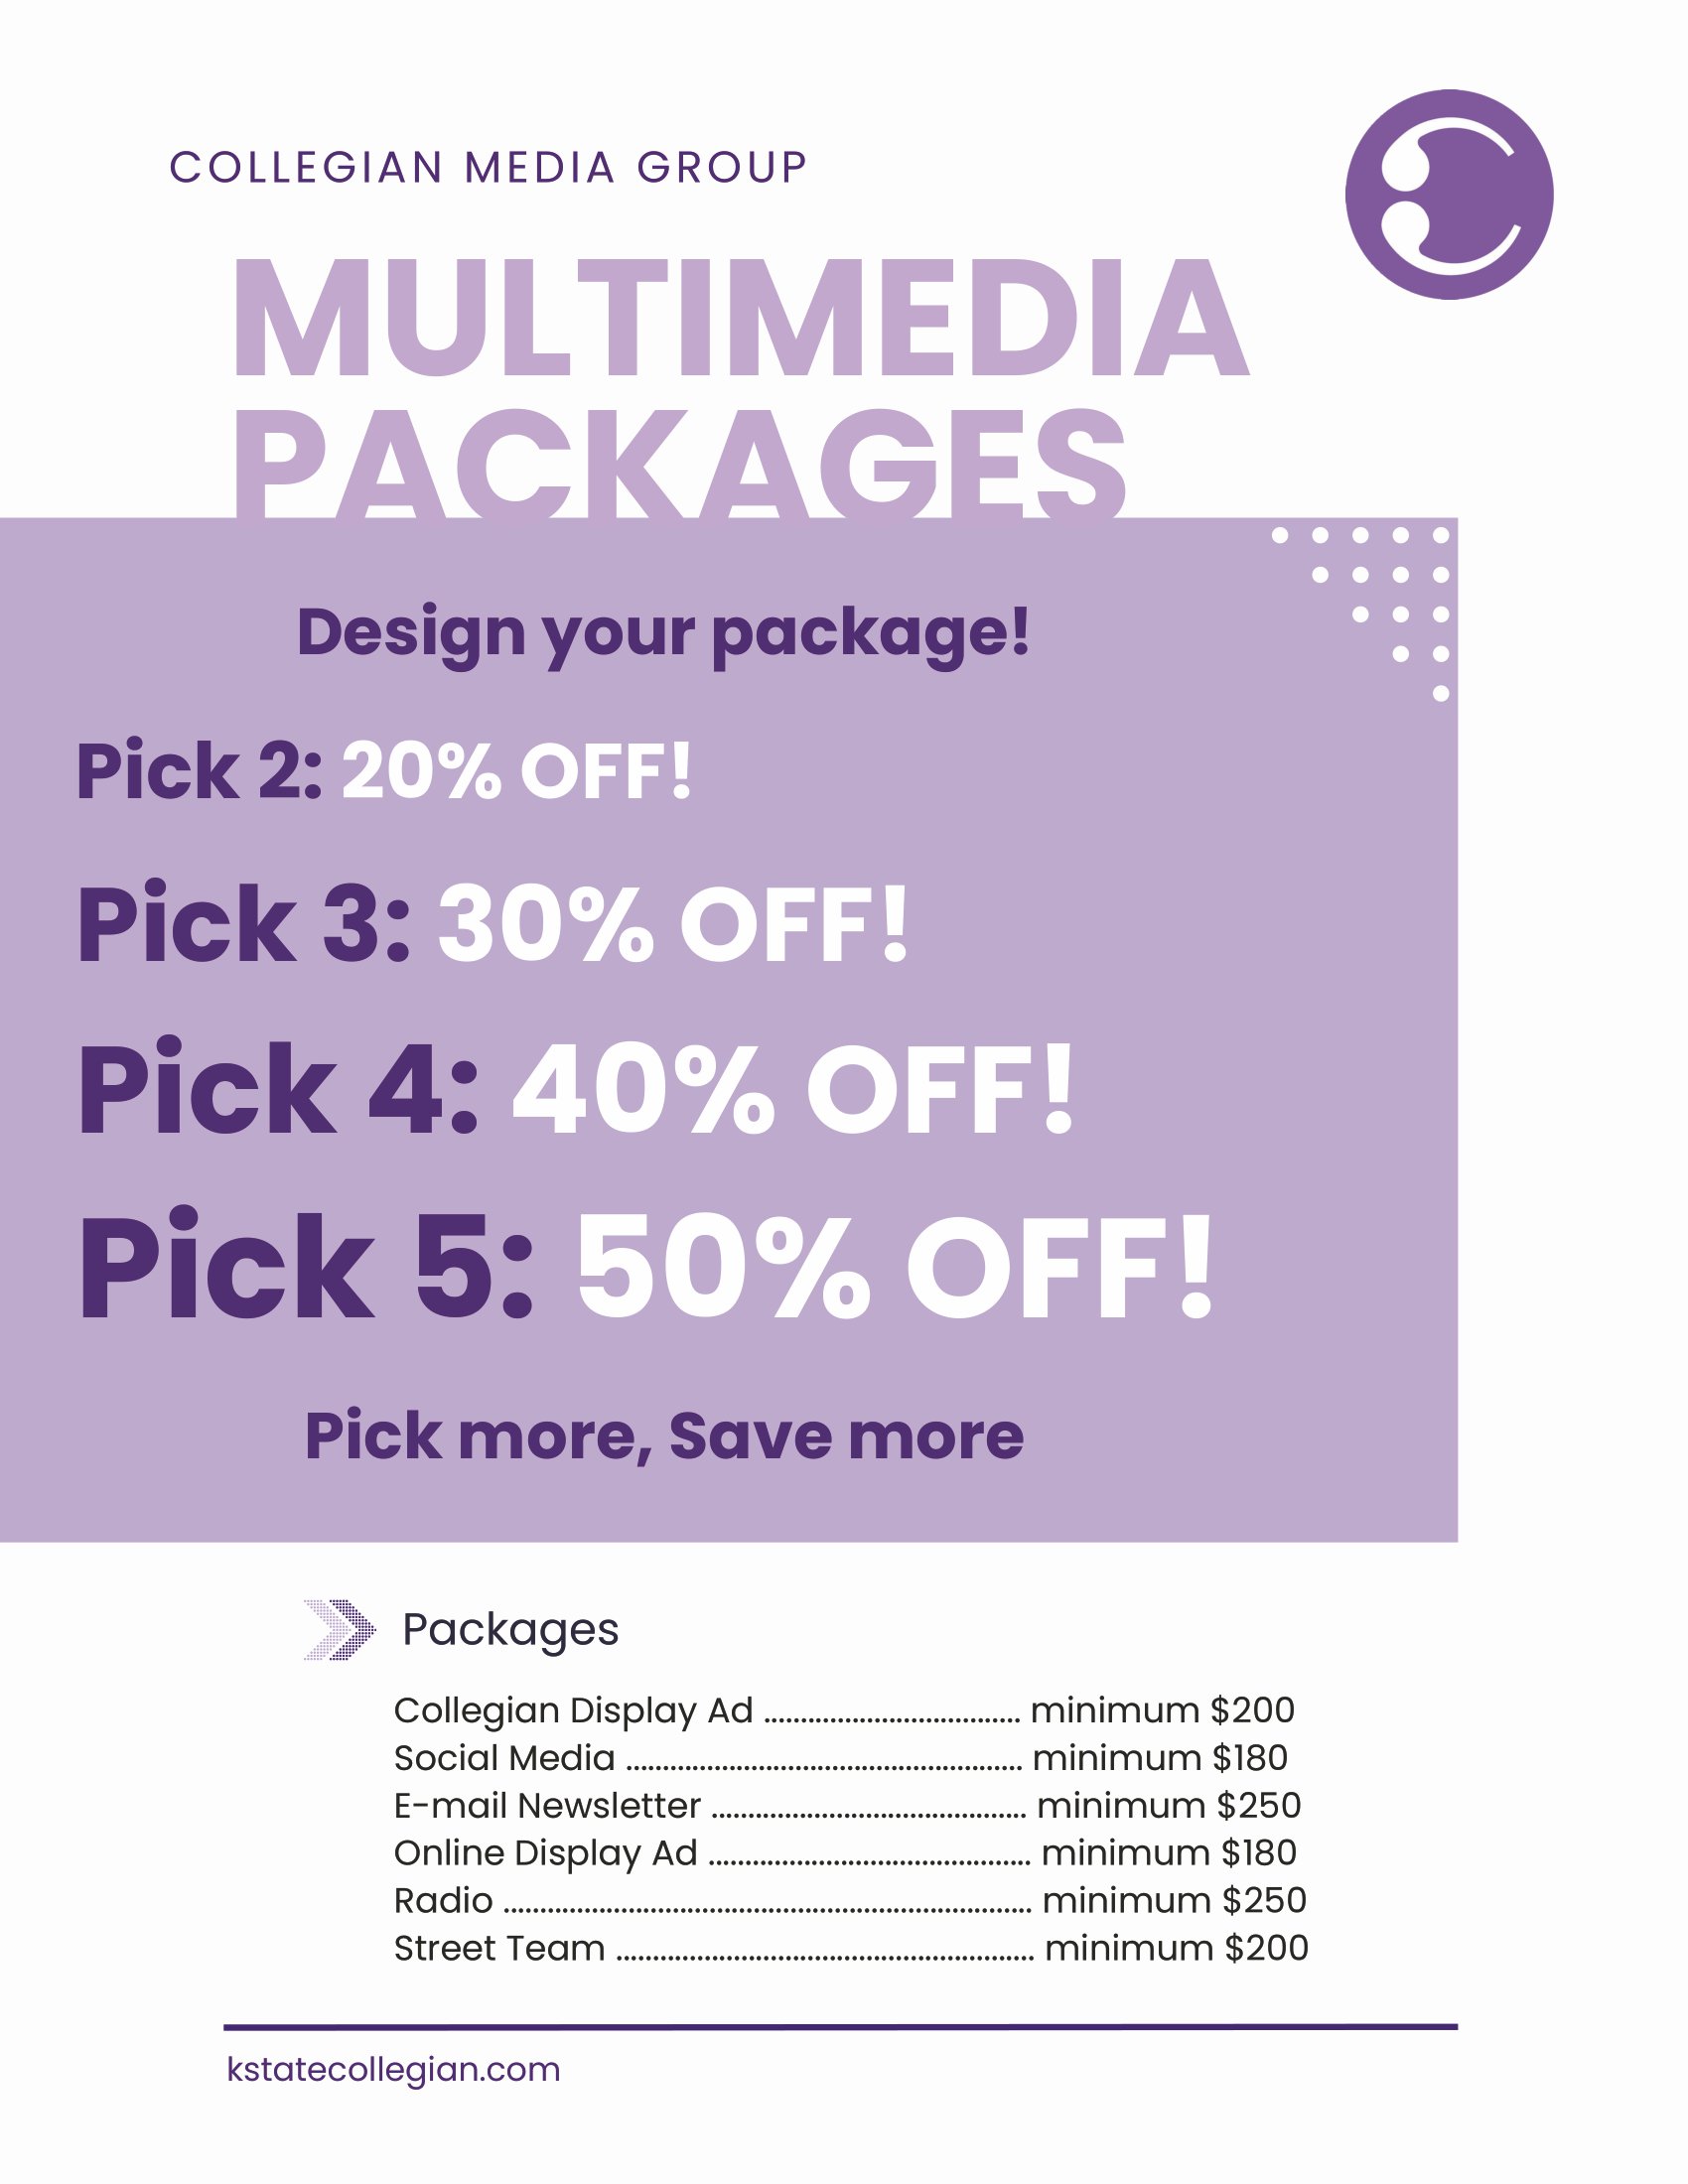 COLLEGIAN MEDIA GROUP
MULTIMEDIA
PACKAGES
Design your package!
Pick 2: 20% OFF!
Pick 3: 30% OFF!
Pick 4: 40% OFF!
Pick 5: 50% OFF!
Pick more, Save more
Packages
Collegian Display Ad ................................... minimum $200
Social Media ...................................................... minimum $180
E-mail Newsletter ........................................... minimum $250
Online Display Ad ............................................ minimum $180
Radio ........................................................................ minimum $250
Street Team ......................................................... minimum $200
kstatecollegian.com